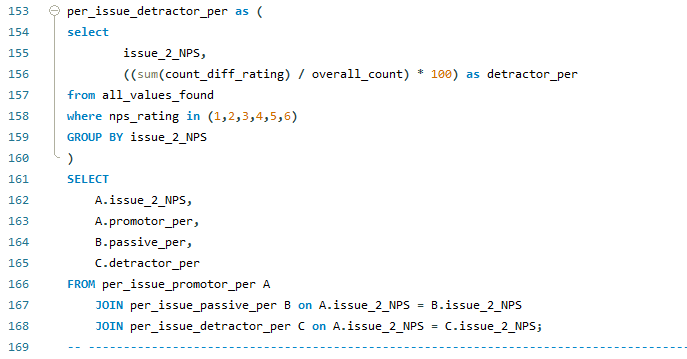 153 per_issue_detractor_per as (
154 select
155 issue_2_NPS,
156 ((sum(count_diff_rating) / overall_count) * 100) as detractor_per
157 from all_values_found
158 where nps_rating in (1,2,3,4,5,6)
159 GROUP BY issue_2_NPS
160 )
161 SELECT
162 A.issue_2_NPS,
163 A.promotor_per,
164 B.passive_per,
165 C.detractor_per
166 FROM per_issue_promotor_per A
167 JOIN per_issue_passive_per B on A.issue_2_NPS = B.issue_2_NPS
168 JOIN per_issue_detractor_per C on A.issue_2_NPS = C.issue_2_NPS;
169 -- ------------------------------------------------------------------------------------